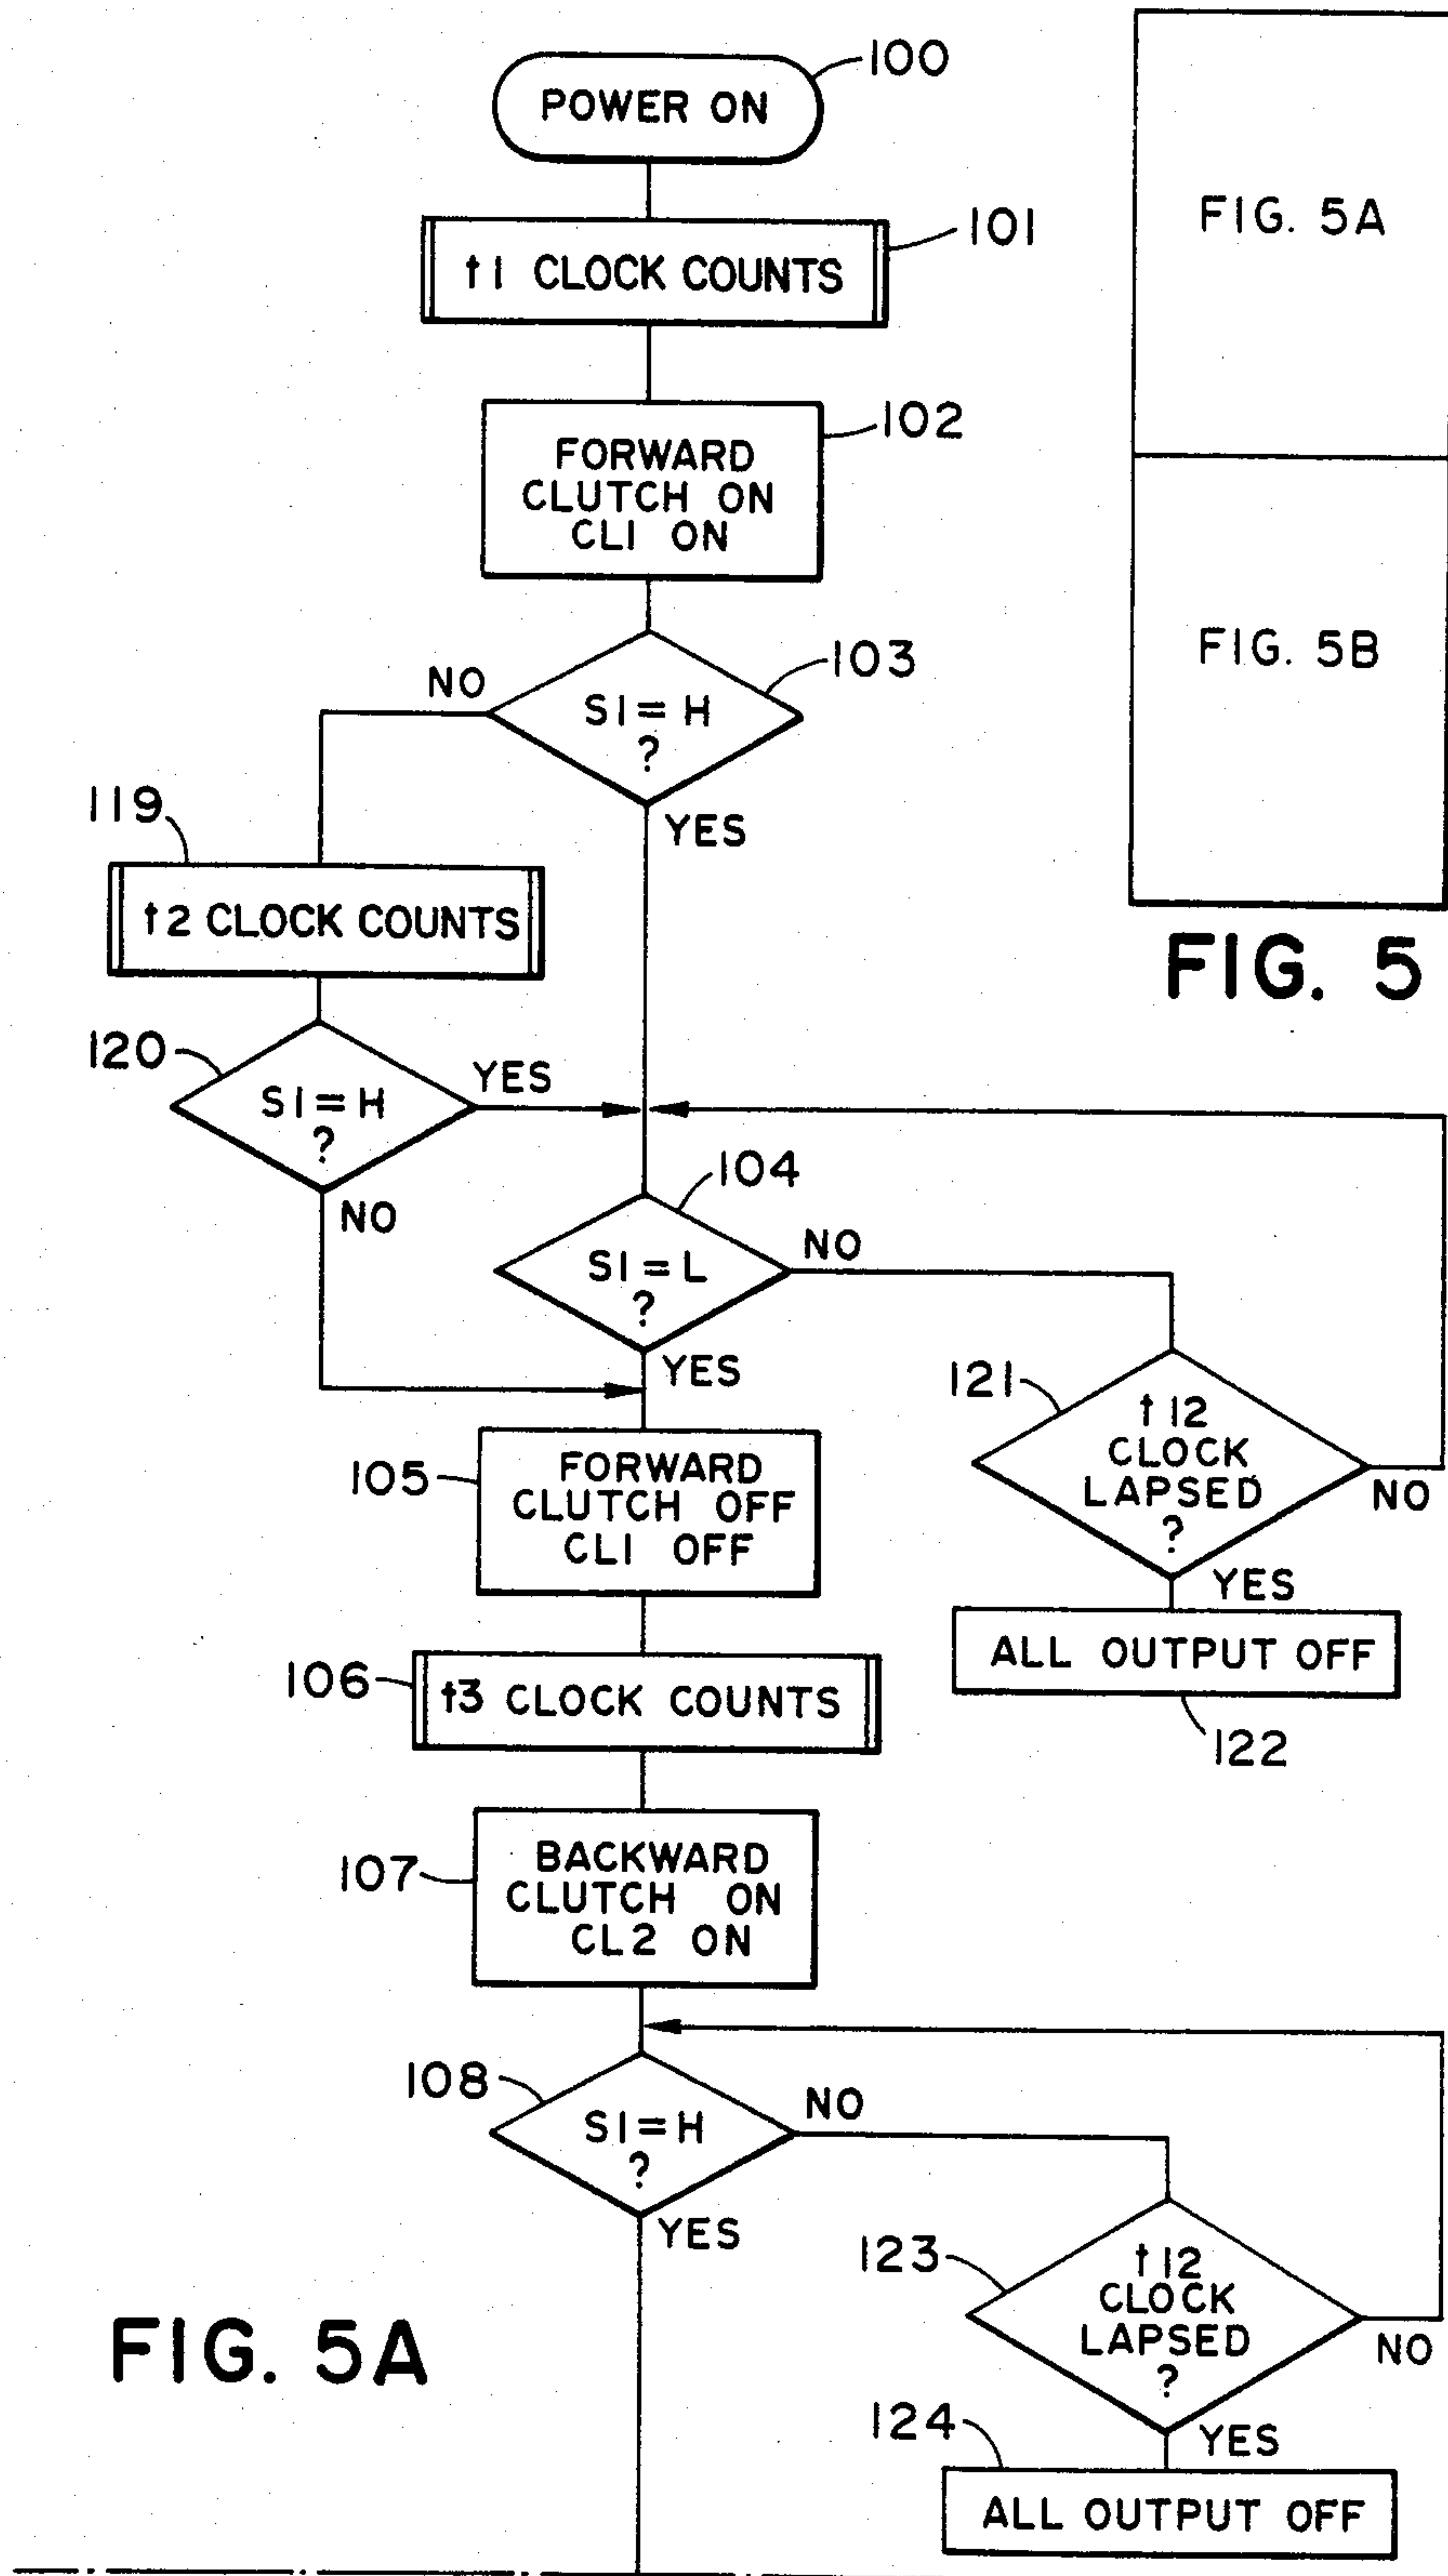 100
POWER ON
101
t1 CLOCK COUNTS
FIG. 5A
102
FORWARD
CLUTCH ON
CL1 ON
103
NO
S1=H
?
YES
FIG. 5B
119
t2 CLOCK COUNTS
FIG. 5
120
S1=H
?
YES
NO
104
S1=L
?
NO
YES
121
t12
CLOCK
LAPSED
?
NO
YES
105
FORWARD
CLUTCH OFF
CL1 OFF
ALL OUTPUT OFF
122
106
t3 CLOCK COUNTS
107
BACKWARD
CLUTCH ON
CL2 ON
108
S1=H
?
NO
YES
123
t12
CLOCK
LAPSED
?
NO
YES
FIG. 5A
124
ALL OUTPUT OFF